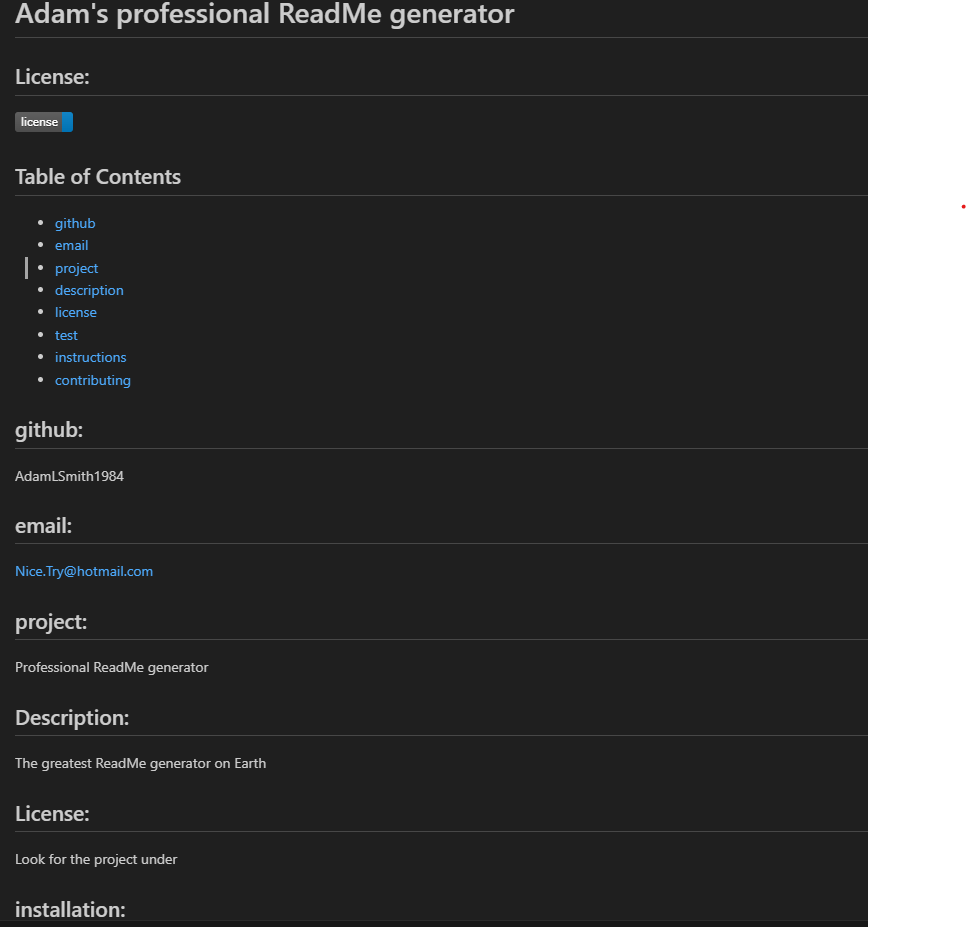 Adam's professional ReadMe generator
License:
license
Table of Contents
github
email
project
description
license
test
instructions
contributing
github:
AdamLSmith1984
email:
Nice.Try@hotmail.com
project:
Professional ReadMe generator
Description:
The greatest ReadMe generator on Earth
License:
Look for the project under
installation: